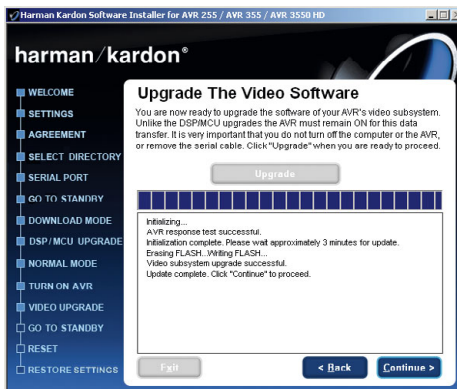 Harman Kardon Software Installer for AVR 255 / AVR 355 / AVR 3550 HD
harman/kardon®
WELCOME
SETTINGS
AGREEMENT
SELECT DIRECTORY
SERIAL PORT
GO TO STANDBY
DOWNLOAD MODE
DSP/MCU UPGRADE
NORMAL MODE
TURN ON AVR
VIDEO UPGRADE
GO TO STANDBY
RESET
RESTORE SETTINGS
Upgrade The Video Software
You are now ready to upgrade the software of your AVR's video subsystem.
Unlike the DSP/MCU upgrades the AVR must remain ON for this data
transfer. It is very important that you do not turn off the computer or the AVR,
or remove the serial cable. Click "Upgrade" when you are ready to proceed.
Upgrade
Initializing...
AVR response test successful.
Initialization complete. Please wait approximately 3 minutes for update.
Erasing FLASH...Writing FLASH...
Video subsystem upgrade successful.
Update complete. Click "Continue" to proceed.
Exit
< Back
Continue >